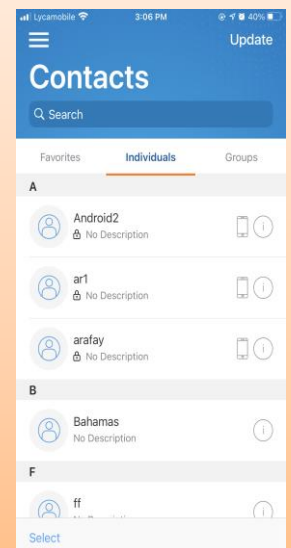 Lycamobile 3:06 PM 40%
Update
Contacts
Search
Favorites Individuals Groups
A
Android2
No Description
ar1
No Description
arafay
No Description
B
Bahamas
No Description
F
ff
Select